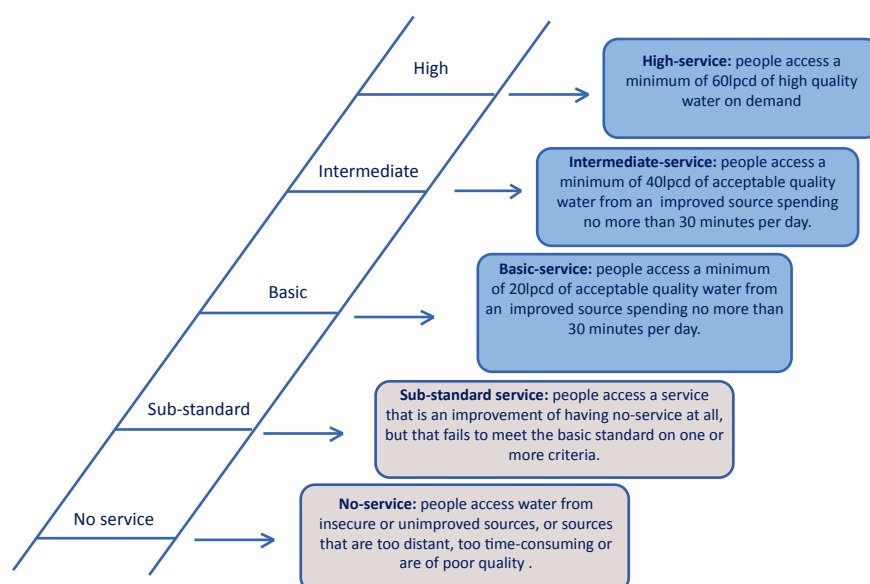 High
High-service: people access a
minimum of 60lpcd of high quality
water on demand
Intermediate
Intermediate-service: people access a
minimum of 40lpcd of acceptable quality
water from an improved source spending
no more than 30 minutes per day.
Basic
Basic-service: people access a minimum
of 20lpcd of acceptable quality water from
an improved source spending no more than
30 minutes per day.
Sub-standard
Sub-standard service: people access a service
that is an improvement of having no-service at all,
but that fails to meet the basic standard on one or
more criteria.
No service
No-service: people access water from
insecure or unimproved sources, or sources
that are too distant, too time-consuming or
are of poor quality .